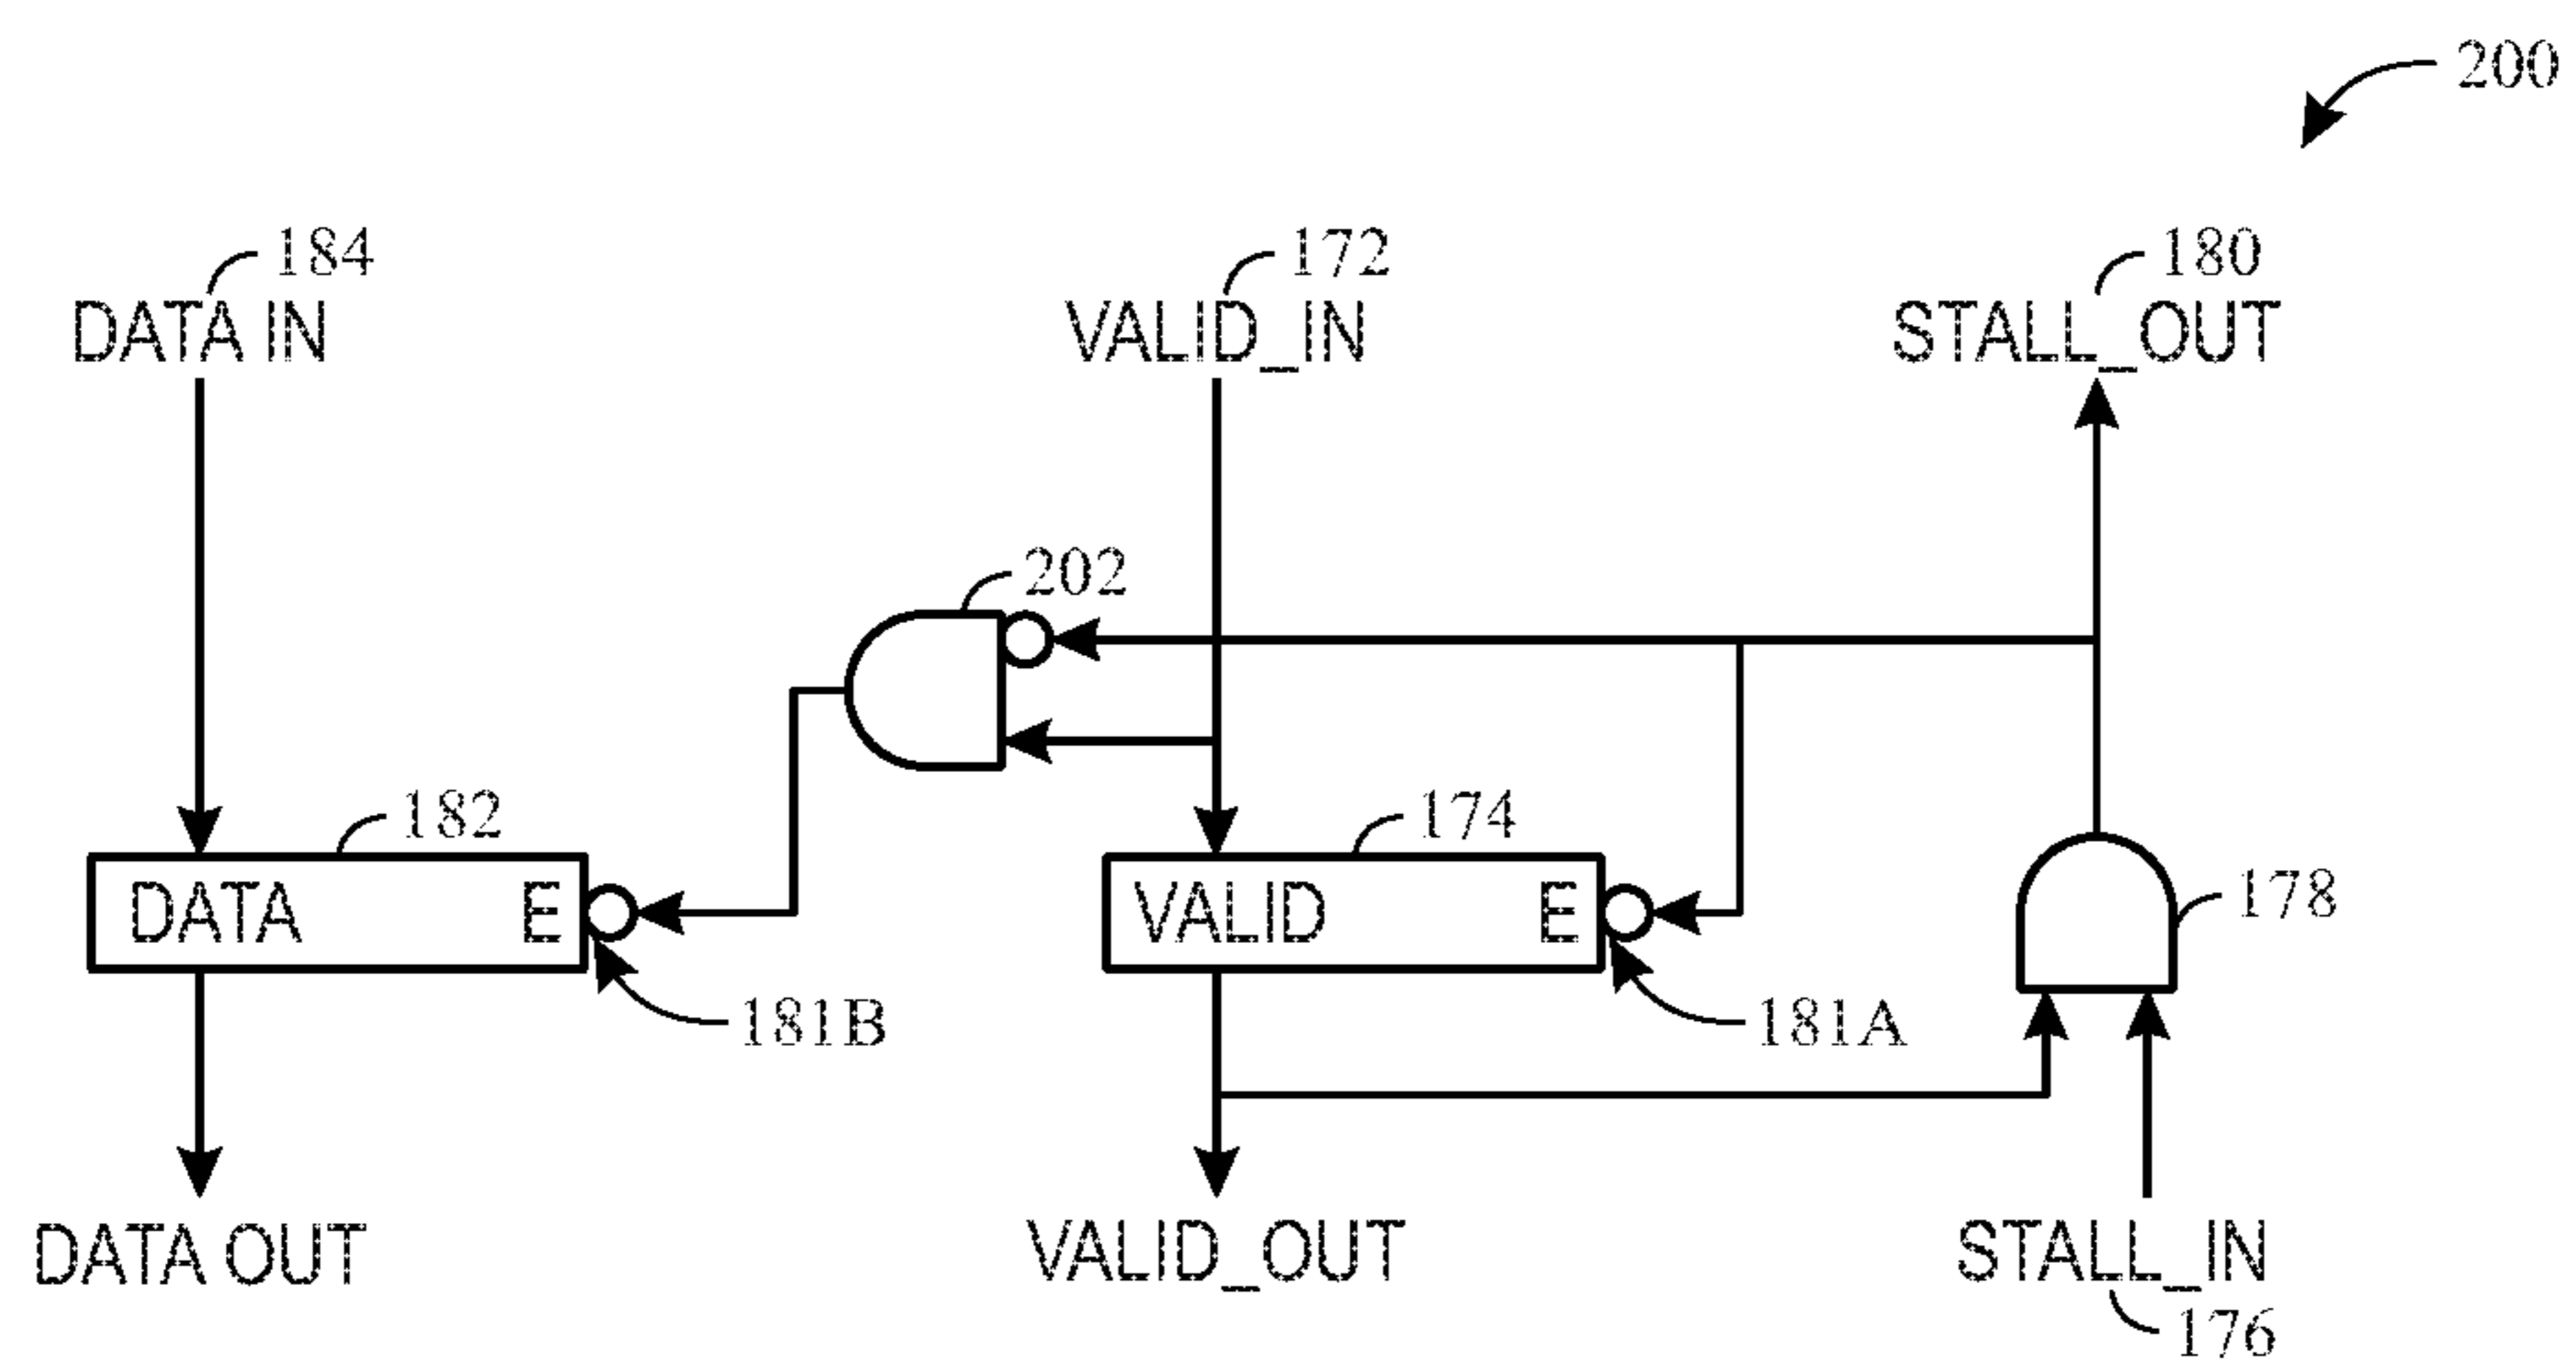 200
184
172
180
DATA IN
VALID_IN
STALL_OUT
202
182
174
DATA E
VALID E
178
181B
181A
DATA OUT
VALID_OUT
STALL_IN
176